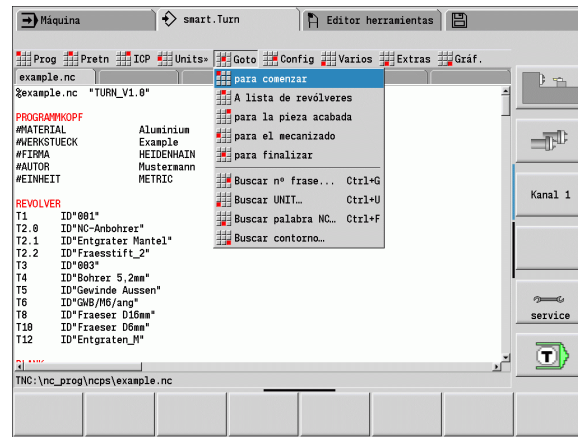 Máquina smart.Turn Editor herramientas
Prog Pretn ICP Units» Goto Config Varios Extras Gráf.
example.nc
para comenzar
A lista de revólveres
para la pieza acabada
para el mecanizado
para finalizar
Buscar nº frase... Ctrl+G
Buscar UNIT... Ctrl+U
Buscar palabra NC… Ctrl+F
Buscar contorno…
%example.nc "TURN_V1.0"
PROGRAMMKOPF
#MATERIAL Aluminium
#WERKSTUECK Example
#FIRMA HEIDENHAIN
#AUTOR Mustermann
#EINHEIT METRIC
REVOLVER
T1 ID"001"
T2.0 ID"NC-Anbohrer"
T2.1 ID"Entgrater Mantel"
T2.2 ID"Fraesstift_2"
T3 ID"003"
T4 ID"Bohrer 5,2mm"
T5 ID"Gewinde Aussen"
T6 ID"GWB/M6/ang"
T8 ID"Fraeser D16mm"
T10 ID"Fraeser D6mm"
T12 ID"Entgraten_M"
TNC:\nc_prog\ncps\example.nc
Kanal 1
service
T